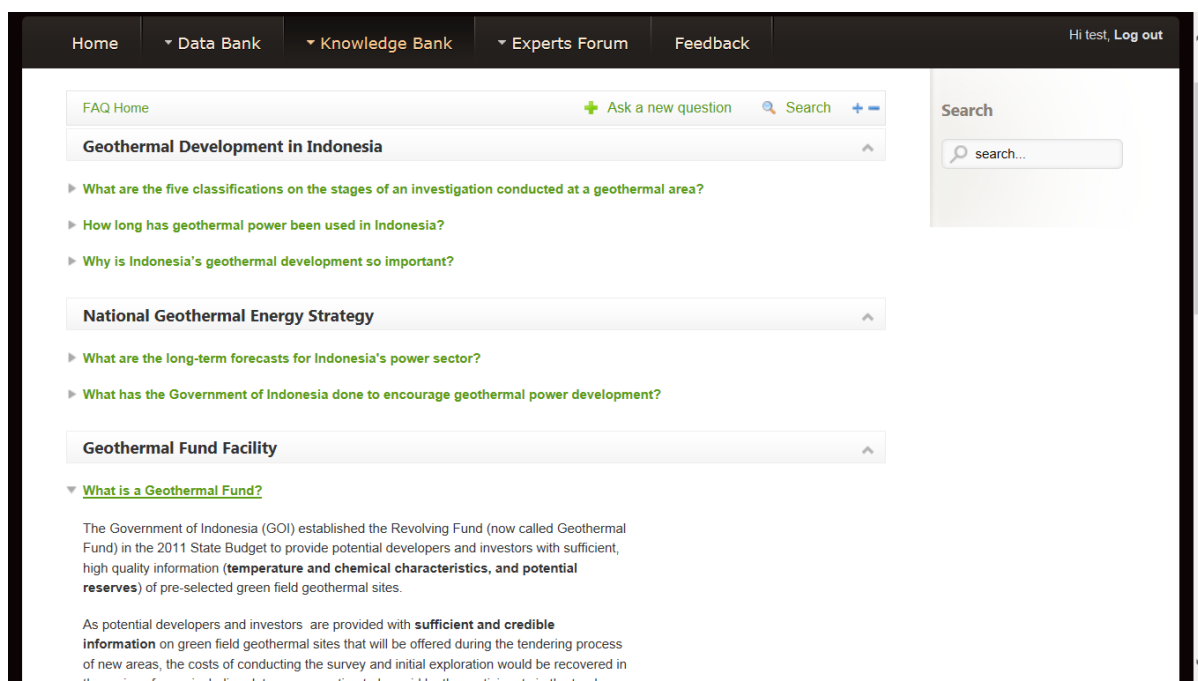 Home Data Bank Knowledge Bank Experts Forum Feedback Hi test, Log out
FAQ Home Ask a new question Search
Search
search...
Geothermal Development in Indonesia
What are the five classifications on the stages of an investigation conducted at a geothermal area?
How long has geothermal power been used in Indonesia?
Why is Indonesia's geothermal development so important?
National Geothermal Energy Strategy
What are the long-term forecasts for Indonesia's power sector?
What has the Government of Indonesia done to encourage geothermal power development?
Geothermal Fund Facility
What is a Geothermal Fund?
The Government of Indonesia (GOI) established the Revolving Fund (now called Geothermal
Fund) in the 2011 State Budget to provide potential developers and investors with sufficient,
high quality information (temperature and chemical characteristics, and potential
reserves) of pre-selected green field geothermal sites.
As potential developers and investors are provided with sufficient and credible
information on green field geothermal sites that will be offered during the tendering process
of new areas, the costs of conducting the survey and initial exploration would be recovered in